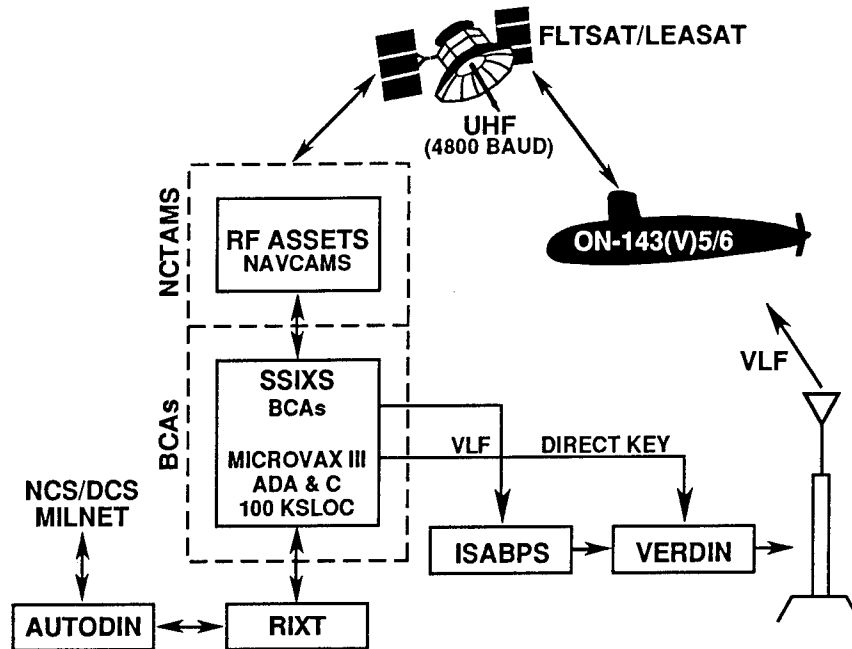 FLTSAT/LEASAT
UHF
(4800 BAUD)
NCTAMS
RF ASSETS
NAVCAMS
ON-143(V)5/6
VLF
BCAs
SSIXS
BCAs
MICROVAX III
ADA & C
100 KSLOC
VLF
DIRECT KEY
NCS/DCS
MILNET
ISABPS
VERDIN
AUTODIN
RIXT